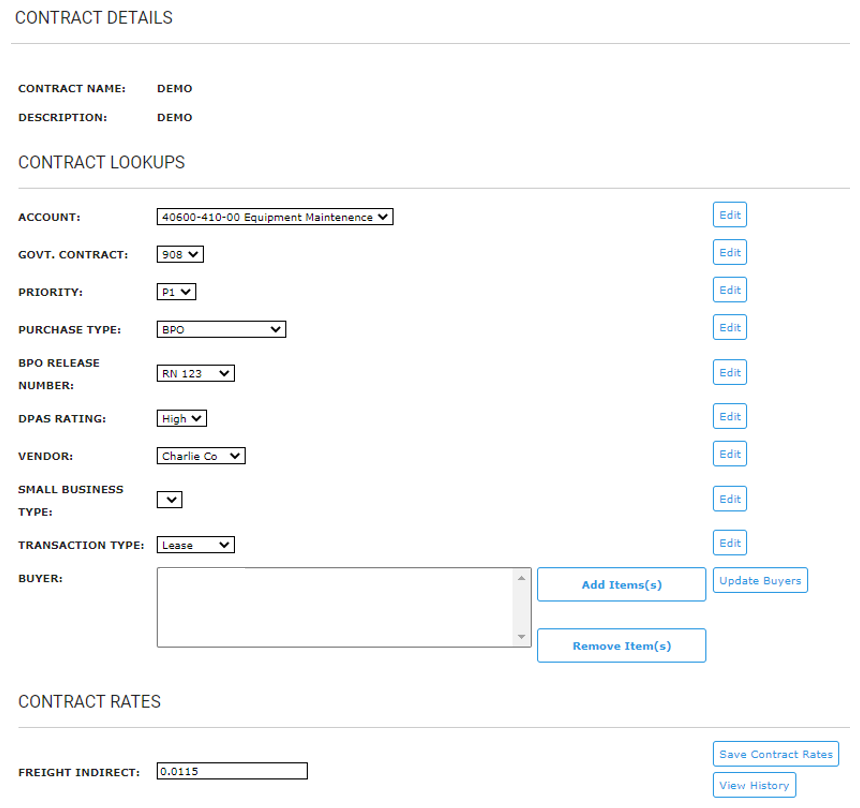 CONTRACT DETAILS
CONTRACT NAME: DEMO
DESCRIPTION: DEMO
CONTRACT LOOKUPS
ACCOUNT: 40600-410-00 Equipment Maintenence Edit
GOVT. CONTRACT: 908 Edit
PRIORITY: P1 Edit
PURCHASE TYPE: BPO Edit
BPO RELEASE
NUMBER: RN 123 Edit
DPAS RATING: High Edit
VENDOR: Charlie Co Edit
SMALL BUSINESS
TYPE: Edit
TRANSACTION TYPE: Lease Edit
BUYER: Add Items(s) Update Buyers
Remove Item(s)
CONTRACT RATES
Save Contract Rates
FREIGHT INDIRECT: 0.0115
View History